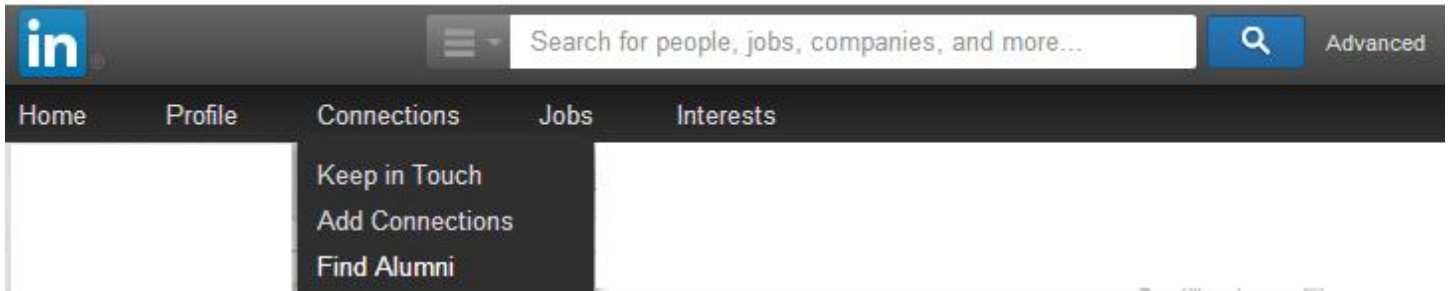 in ®
Search for people, jobs, companies, and more...
Advanced
Home Profile Connections Jobs Interests
Keep in Touch
Add Connections
Find Alumni